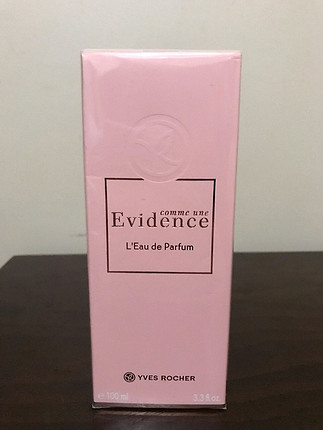 comme une
Evidence
L'Eau de Parfum
YVES ROCHER
e 100 ml 3.3 fl.oz.